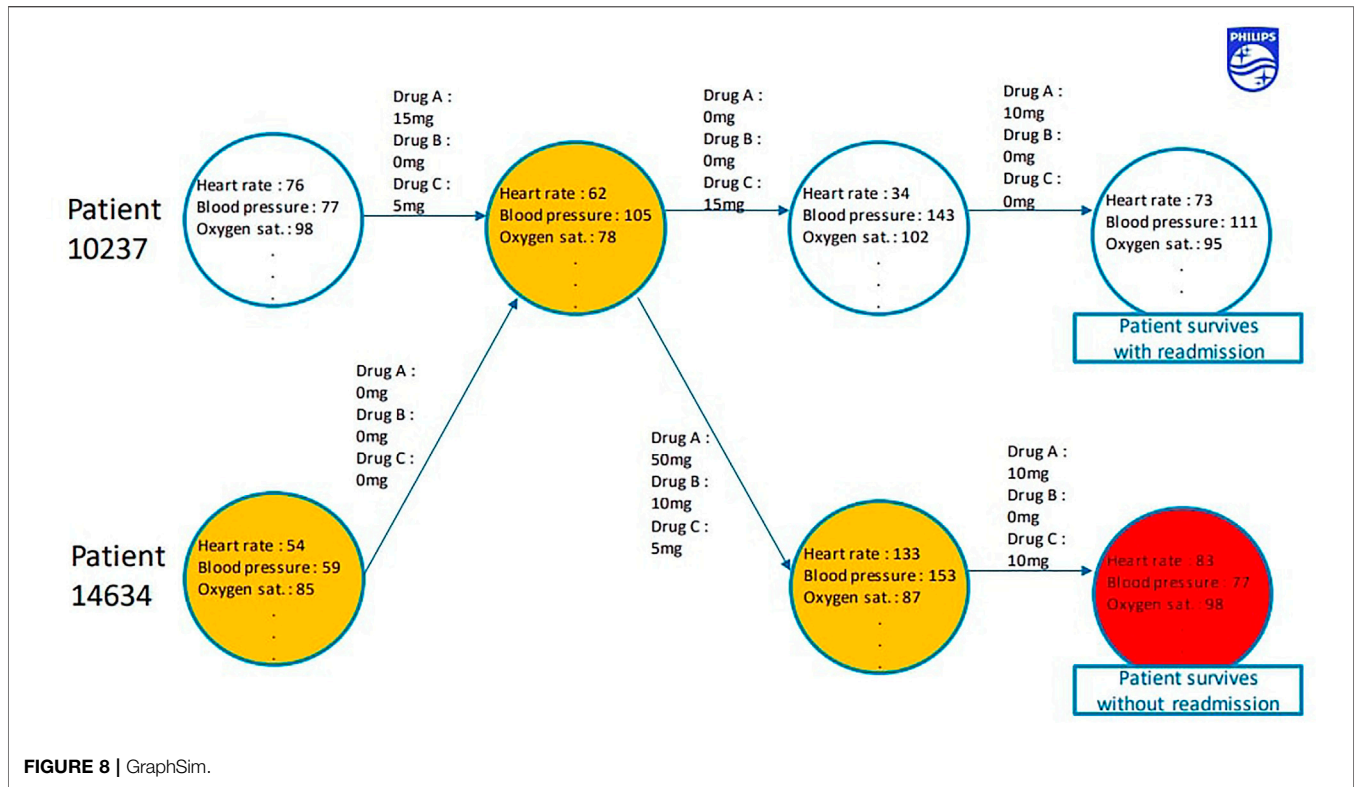 PHILIPS
Patient
10237
Heart rate : 76
Blood pressure : 77
Oxygen sat. : 98
.
.
.
Drug A :
15mg
Drug B :
0mg
Drug C :
5mg
Heart rate : 62
Blood pressure : 105
Oxygen sat. : 78
.
.
.
Drug A :
0mg
Drug B :
0mg
Drug C :
15mg
Heart rate : 34
Blood pressure : 143
Oxygen sat. : 102
.
.
.
Drug A :
10mg
Drug B :
0mg
Drug C :
0mg
Heart rate : 73
Blood pressure : 111
Oxygen sat. : 95
.
.
Patient survives
with readmission
Patient
14634
Heart rate : 54
Blood pressure : 59
Oxygen sat. : 85
.
.
.
Drug A :
0mg
Drug B :
0mg
Drug C :
0mg
Drug A :
50mg
Drug B :
10mg
Drug C :
5mg
Heart rate : 133
Blood pressure : 153
Oxygen sat. : 87
.
.
.
Drug A :
10mg
Drug B :
0mg
Drug C :
10mg
Heart rate : 83
Blood pressure : 77
Oxygen sat. : 98
Patient survives
without readmission
FIGURE 8 | GraphSim.